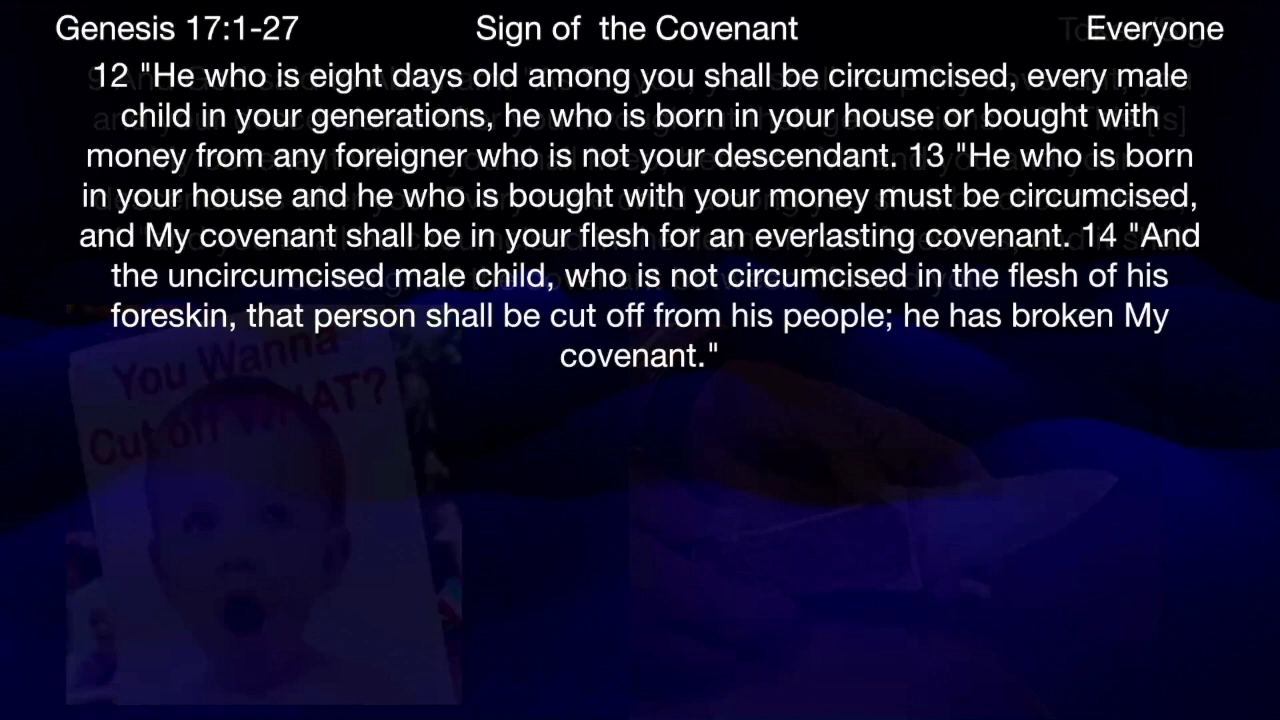 Genesis 17:1-27 Sign of the Covenant Everyone
12 "He who is eight days old among you shall be circumcised, every male
child in your generations, he who is born in your house or bought with
money from any foreigner who is not your descendant. 13 "He who is born
in your house and he who is bought with your money must be circumcised,
and My covenant shall be in your flesh for an everlasting covenant. 14 "And
the uncircumcised male child, who is not circumcised in the flesh of his
foreskin, that person shall be cut off from his people; he has broken My
covenant."
You Wanna
Cut off WHAT?